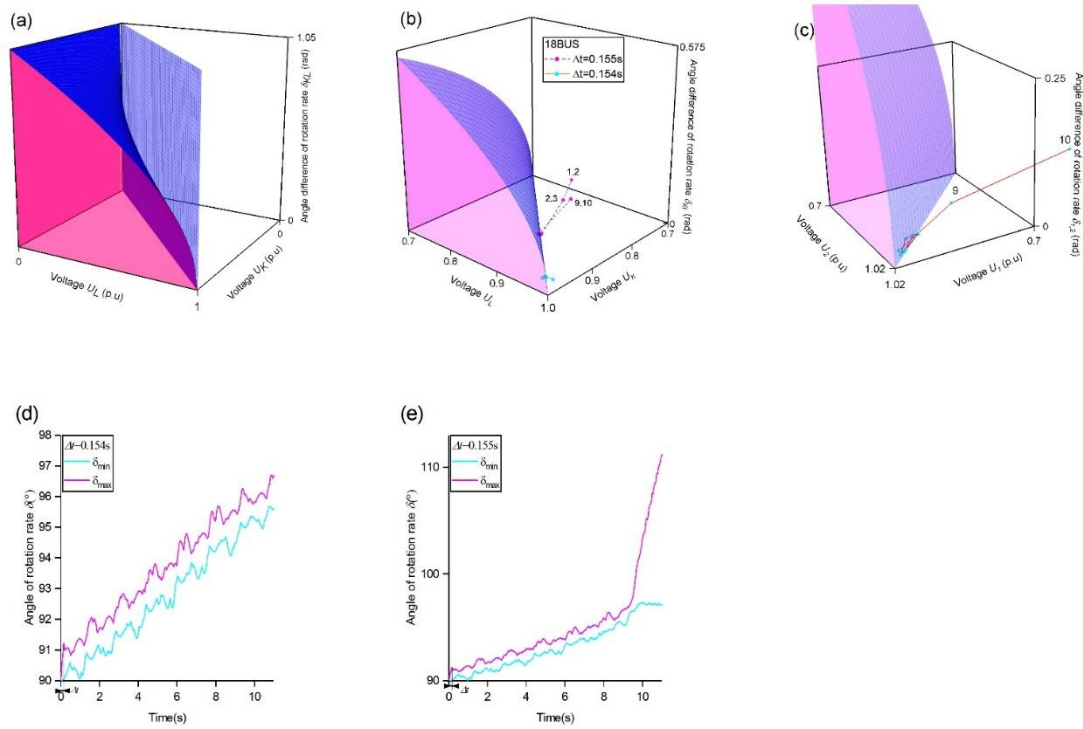 (a)
1.05
Angle difference of rotation rate δKL (rad)
0
0
Voltage UK (p.u)
0
Voltage UL (p.u)
1
(b)
0.575
18BUS
Δt=0.155s
Δt=0.154s
Angle difference of rotation rate
(rad)
1,2
2,3
9,10
0
0.7
0.7
0.8
0.8
0.9
0.9
1.0
Voltage UL
Voltage UK
(c)
0.25
Angle difference of rotation rate δ1,2 (rad)
10
9
0
0.7
0.7
Voltage U2 (p.u)
1.02
1.02
Voltage U1 (p.u)
(d)
98
97
96
95
94
93
92
91
90
Angle of rotation rate δ(°)
Δt=0.154s
δmin
δmax
Δt
0 2 4 6 8 10
Time(s)
(e)
110
100
90
Angle of rotation rate δ(°)
Δt=0.155s
δmin
δmax
Δt
0 2 4 6 8 10
Time(s)